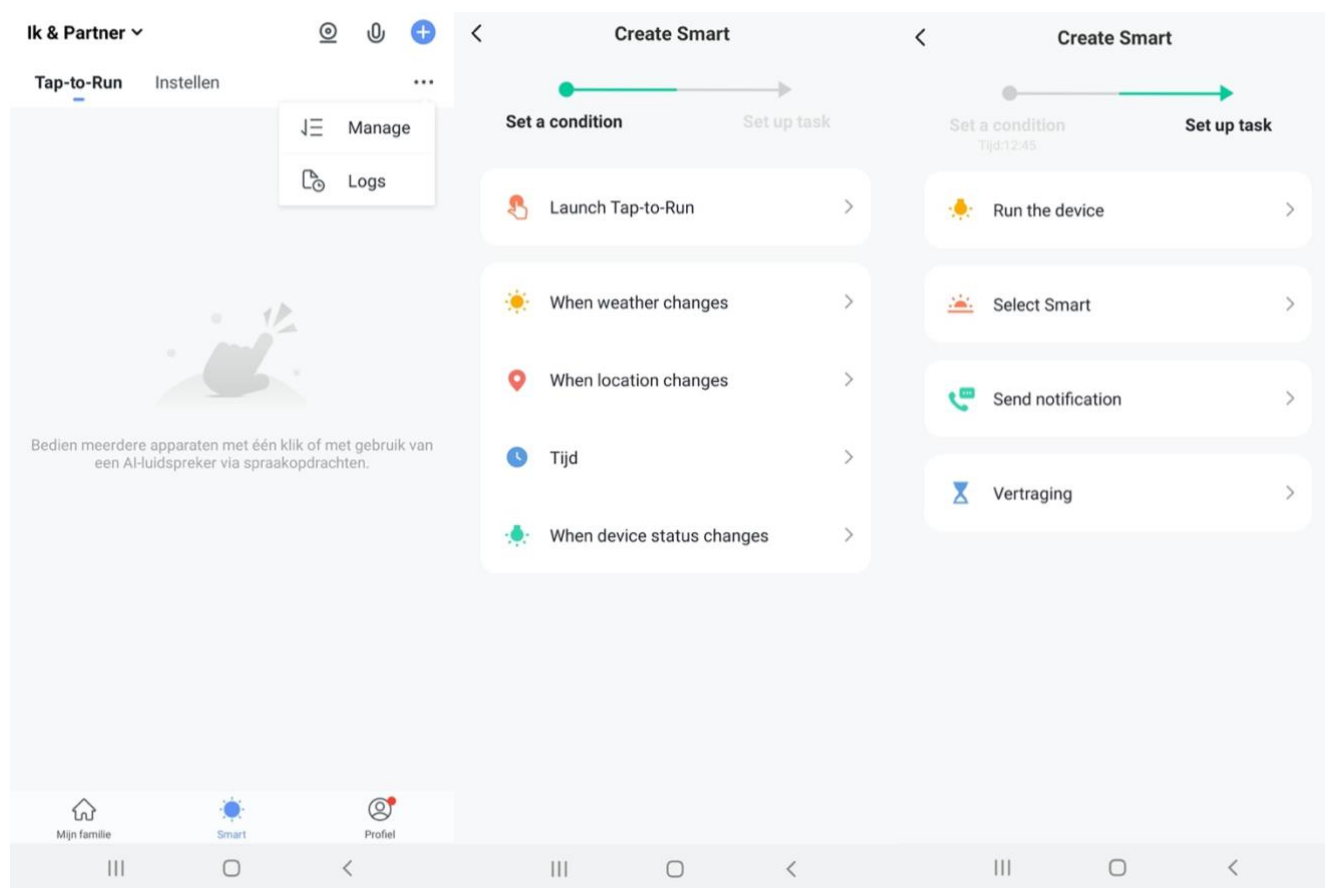 Ik & Partner
Tap-to-Run Instellen
Manage
Logs
Bedien meerdere apparaten met één klik of met gebruik van
een AI-luidspreker via spraakopdrachten.
Mijn familie Smart Profiel
Create Smart
Set a condition Set up task
Launch Tap-to-Run
When weather changes
When location changes
Tijd
When device status changes
Create Smart
Set a condition Set up task
Tijd:12:45
Run the device
Select Smart
Send notification
Vertraging